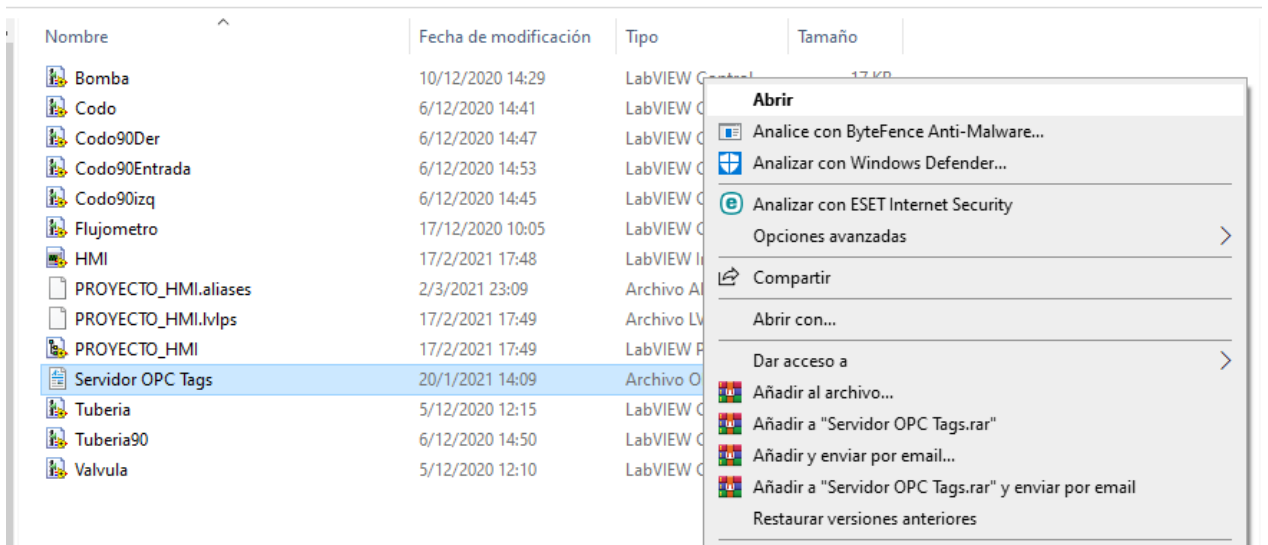 Nombre Fecha de modificación Tipo Tamaño
Bomba 10/12/2020 14:29 LabVIEW Control 17 KB
Codo 6/12/2020 14:41 LabVIEW
Codo90Der 6/12/2020 14:47 LabVIEW
Codo90Entrada 6/12/2020 14:53 LabVIEW
Codo90izq 6/12/2020 14:45 LabVIEW
Flujometro 17/12/2020 10:05 LabVIEW
HMI 17/2/2021 17:48 LabVIEW
PROYECTO_HMI.aliases 2/3/2021 23:09 Archivo
PROYECTO_HMI.lvlps 17/2/2021 17:49 Archivo
PROYECTO_HMI 17/2/2021 17:49 LabVIEW
Servidor OPC Tags 20/1/2021 14:09 Archivo
Tuberia 5/12/2020 12:15 LabVIEW
Tuberia90 6/12/2020 14:50 LabVIEW
Valvula 5/12/2020 12:10 LabVIEW
Abrir
Analice con ByteFence Anti-Malware...
Analizar con Windows Defender...
Analizar con ESET Internet Security
Opciones avanzadas
Compartir
Abrir con...
Dar acceso a
Añadir al archivo...
Añadir a "Servidor OPC Tags.rar"
Añadir y enviar por email...
Añadir a "Servidor OPC Tags.rar" y enviar por email
Restaurar versiones anteriores